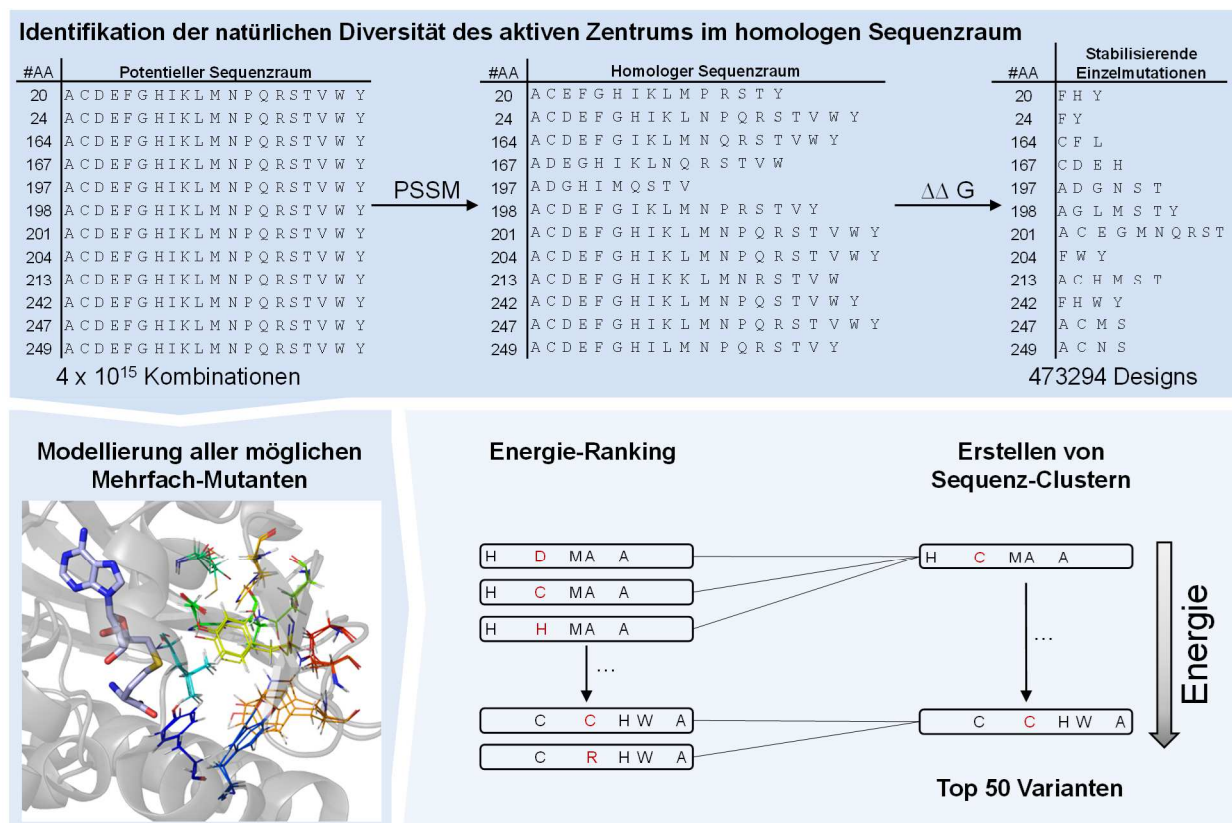 Identifikation der natürlichen Diversität des aktiven Zentrums im homologen Sequenzraum
#AA Potentieller Sequenzraum
20 A C D E F G H I K L M N P Q R S T V W Y
24 A C D E F G H I K L M N P Q R S T V W Y
164 A C D E F G H I K L M N P Q R S T V W Y
167 A C D E F G H I K L M N P Q R S T V W Y
197 A C D E F G H I K L M N P Q R S T V W Y
198 A C D E F G H I K L M N P Q R S T V W Y
201 A C D E F G H I K L M N P Q R S T V W Y
204 A C D E F G H I K L M N P Q R S T V W Y
213 A C D E F G H I K L M N P Q R S T V W Y
242 A C D E F G H I K L M N P Q R S T V W Y
247 A C D E F G H I K L M N P Q R S T V W Y
249 A C D E F G H I K L M N P Q R S T V W Y
4 x 10¹⁵ Kombinationen
PSSM
#AA Homologer Sequenzraum
20 A C E F G H I K L M P R S T Y
24 A C D E F G H I K L N P Q R S T V W Y
164 A C D E F G I K L M N Q R S T V W Y
167 A D E G H I K L N Q R S T V W
197 A D G H I M Q S T V
198 A C D E F G I K L M N P R S T V Y
201 A C D E F G H I K L M N P Q R S T V W Y
204 A C D E F G H I K L M N P Q R S T V W Y
213 A C D E F G H I K K L M N R S T V W
242 A C D E F G H I K L M N P Q R S T V W Y
247 A C D E F G H I K L M N P Q R S T V W Y
249 A C D E F G H I L M N P Q R S T V Y
ΔΔ G
Stabilisierende
#AA Einzelmutationen
20 F H Y
24 F Y
164 C F L
167 C D E H
197 A D G N S T
198 A G L M S T Y
201 A C E G M N Q R S T
204 F W Y
213 A C H M S T
242 F H W Y
247 A C M S
249 A C N S
473294 Designs
Modellierung aller möglichen
Mehrfach-Mutanten
Energie-Ranking
H D MA A
H C MA A
H H MA A
...
C C H W A
C R H W A
Erstellen von
Sequenz-Clustern
H C MA A
...
C C H W A
Top 50 Varianten
Energie